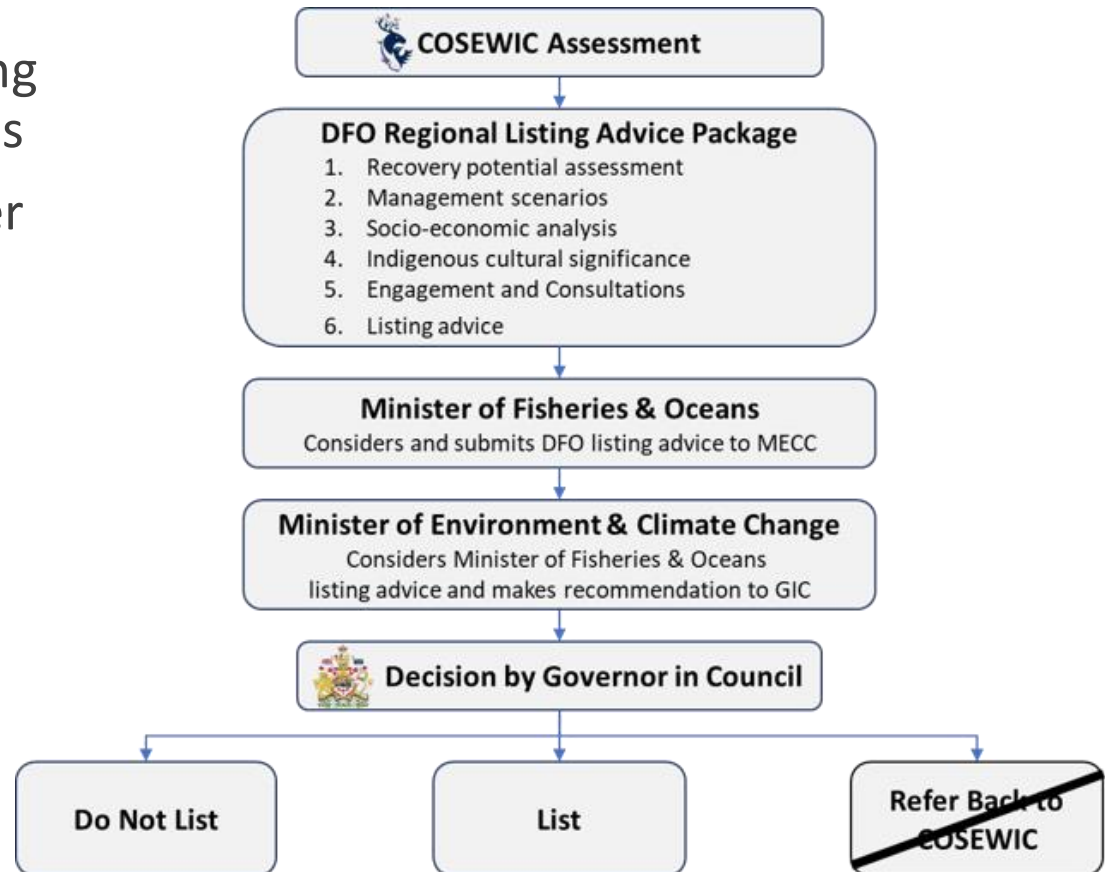 ng
s
er
COSEWIC Assessment
DFO Regional Listing Advice Package
1. Recovery potential assessment
2. Management scenarios
3. Socio-economic analysis
4. Indigenous cultural significance
5. Engagement and Consultations
6. Listing advice
Minister of Fisheries & Oceans
Considers and submits DFO listing advice to MECC
Minister of Environment & Climate Change
Considers Minister of Fisheries & Oceans
listing advice and makes recommendation to GIC
Decision by Governor in Council
Do Not List
List
Refer Back to
COSEWIC